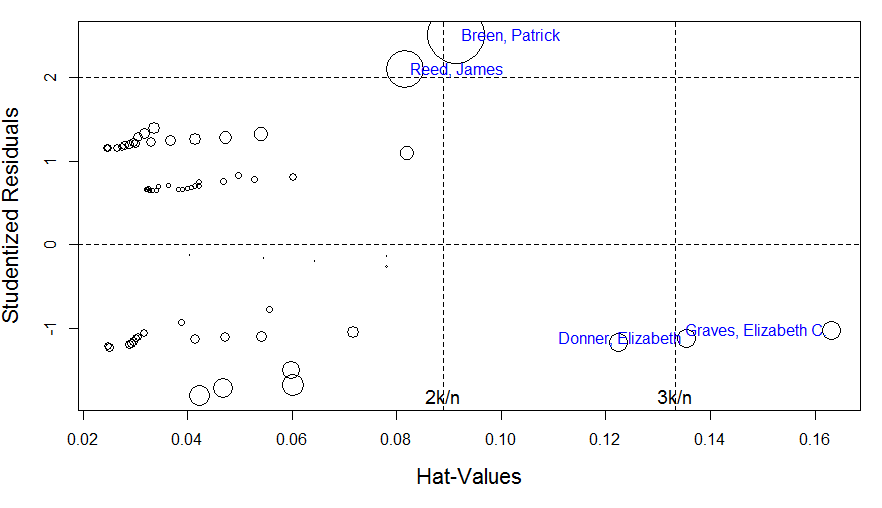 Breen, Patrick
Reed, James
2
1
0
-1
Studentized Residuals
Graves, Elizabeth C
Donner, Elizabeth
2k/n
3k/n
0.02
0.04
0.06
0.08
0.10
0.12
0.14
0.16
Hat-Values